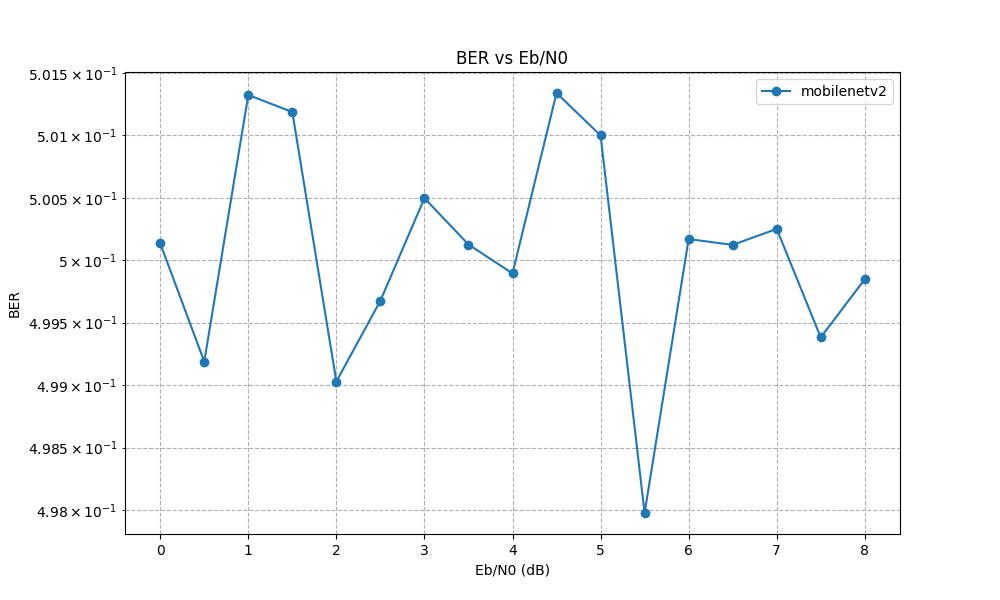 BER vs Eb/N0
mobilenetv2
5.015 × 10⁻¹
5.01 × 10⁻¹
5.005 × 10⁻¹
5 × 10⁻¹
4.995 × 10⁻¹
4.99 × 10⁻¹
4.985 × 10⁻¹
4.98 × 10⁻¹
BER
0 1 2 3 4 5 6 7 8
Eb/N0 (dB)